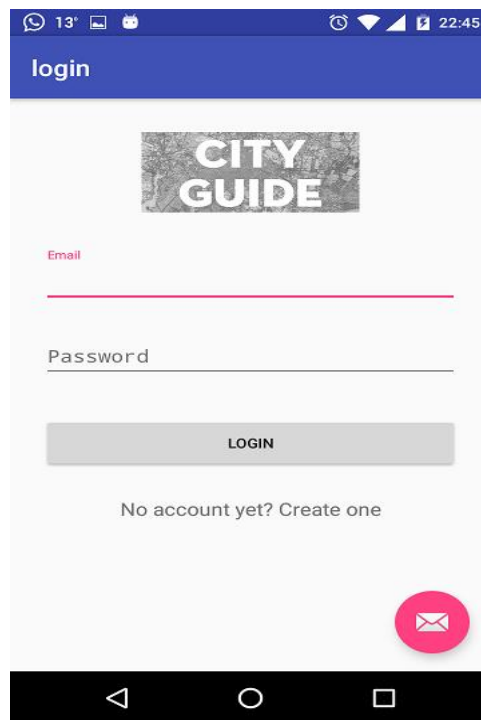 13° 22:45
login
CITY
GUIDE
Email
Password
LOGIN
No account yet? Create one